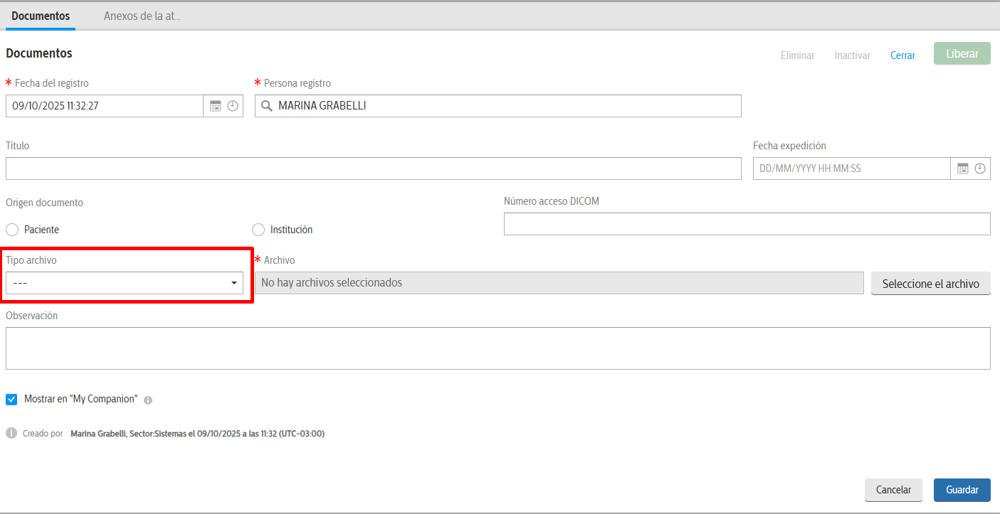 Documentos Anexos de la at...
Documentos Eliminar Inactivar Cerrar Liberar
* Fecha del registro * Persona registro
09/10/2025 11:32:27 MARINA GRABELLI
Título Fecha expedición
DD/MM/YYYY HH:MM:SS
Origen documento Número acceso DICOM
Paciente Institución
Tipo archivo * Archivo
--- No hay archivos seleccionados Seleccione el archivo
Observación
Mostrar en "My Companion"
Creado por Marina Grabelli, Sector:Sistemas el 09/10/2025 a las 11:32 (UTC-03:00)
Cancelar Guardar